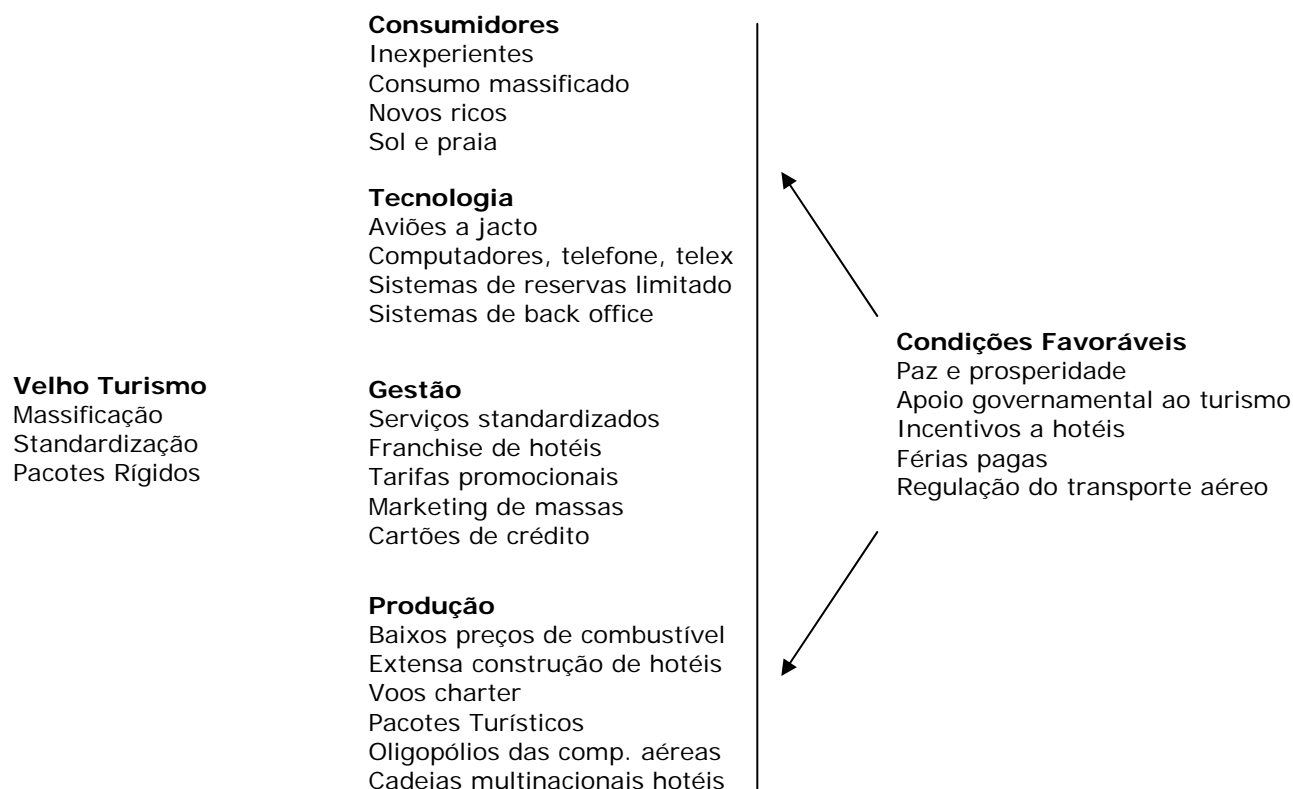 Consumidores
Inexperientes
Consumo massificado
Novos ricos
Sol e praia
Tecnologia
Aviões a jacto
Computadores, telefone, telex
Sistemas de reservas limitado
Sistemas de back office
Velho Turismo
Massificação
Standardização
Pacotes Rígidos
Gestão
Serviços standardizados
Franchise de hotéis
Tarifas promocionais
Marketing de massas
Cartões de crédito
Produção
Baixos preços de combustível
Extensa construção de hotéis
Voos charter
Pacotes Turísticos
Oligopólios das comp. aéreas
Cadeias multinacionais hotéis
Condições Favoráveis
Paz e prosperidade
Apoio governamental ao turismo
Incentivos a hotéis
Férias pagas
Regulação do transporte aéreo